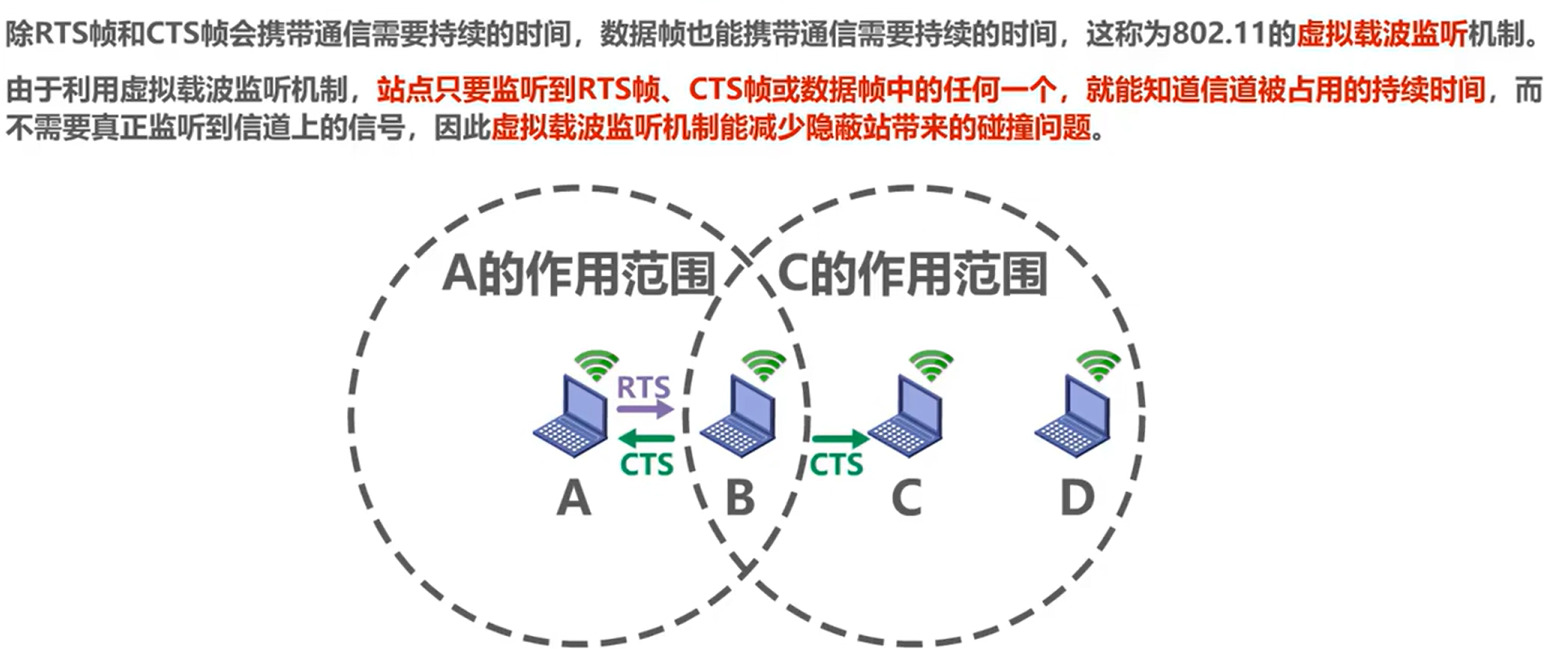 除RTS帧和CTS帧会携带通信需要持续的时间，数据帧也能携带通信需要持续的时间，这称为802.11的虚拟载波监听机制。
由于利用虚拟载波监听机制，站点只要监听到RTS帧、CTS帧或数据帧中的任何一个，就能知道信道被占用的持续时间，而
不需要真正监听到信道上的信号，因此虚拟载波监听机制能减少隐蔽站带来的碰撞问题。
A的作用范围 C的作用范围
RTS
CTS CTS
A B C D